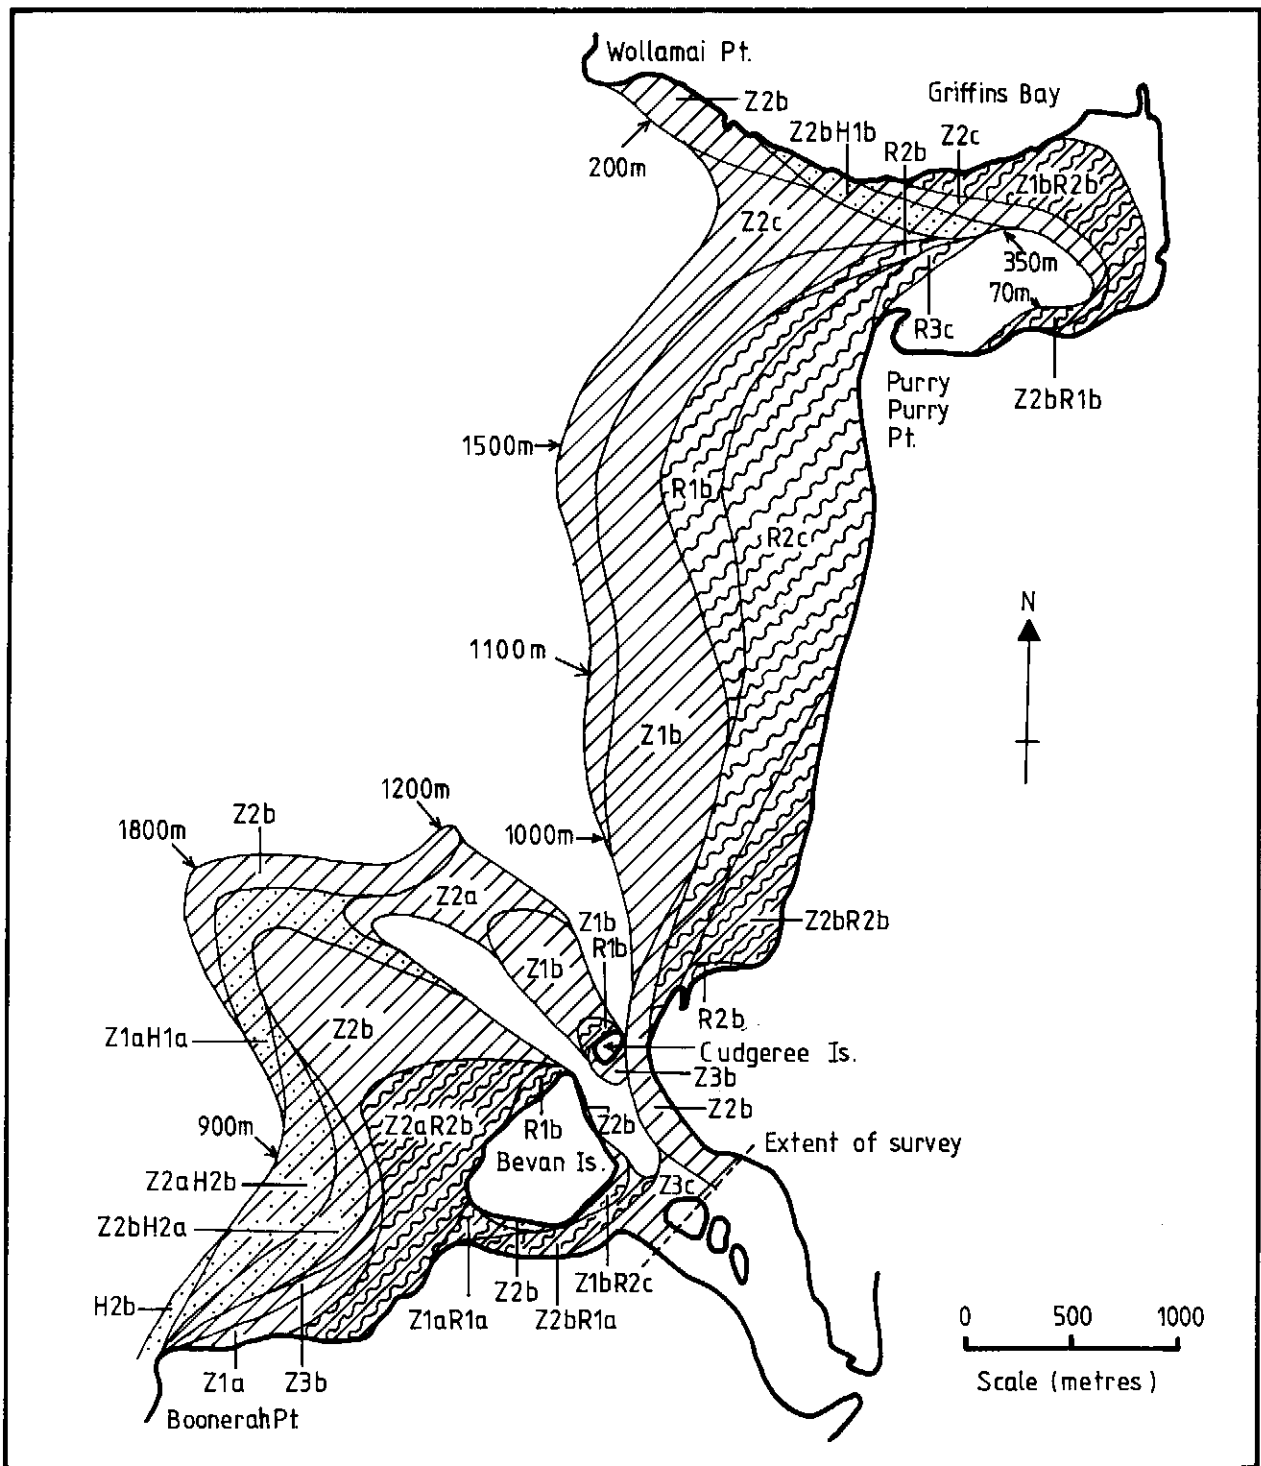 Wollamai Pt.
Z2b
Griffins Bay
Z2bH1b
R2b
Z2c
200m
Z1bR2b
Z2c
350m
70m
R3c
Purry
Purry
Pt.
Z2bR1b
1500m
R1b
R2c
N
1100m
Z1b
1200m
Z2b
1800m
1000m
Z2a
Z1b
R1b
Z2bR2b
Z1b
R2b
Z2b
Z1aH1a
Cudgeree Is.
Z3b
Z2b
900m
Z2aR2b
R1b
Z2b
Extent of survey
Bevan Is.
Z2aH2b
Z3c
Z2bH2a
H2b
Z1aR1a
Z2b
Z2bR1a
Z1bR2c
0 500 1000
Scale (metres)
Z1a
Z3b
Boonerah Pt.